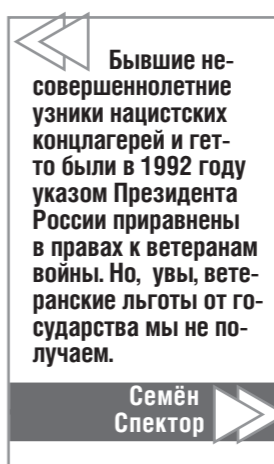 Бывшие не-
совершеннолетние
узники нацистских
концлагерей и гет-
то были в 1992 году
указом Президента
России приравнены
в правах к ветеранам
войны. Но, увы, вете-
ранские льготы от го-
сударства мы не по-
лучаем.
Семён
Спектор